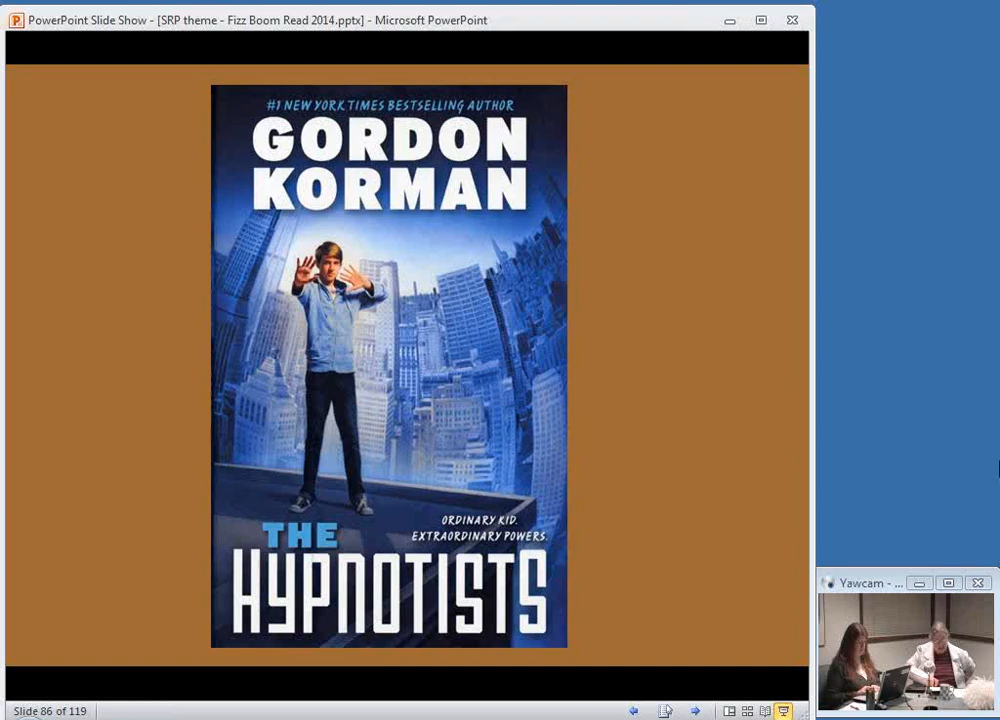 PowerPoint Slide Show - [SRP theme - Fizz Boom Read 2014.pptx] - Microsoft PowerPoint
#1 NEW YORK TIMES BESTSELLING AUTHOR
GORDON
KORMAN
ORDINARY KID.
EXTRAORDINARY POWERS.
THE
HYPNOTISTS
Yawcam - ...
Slide 86 of 119